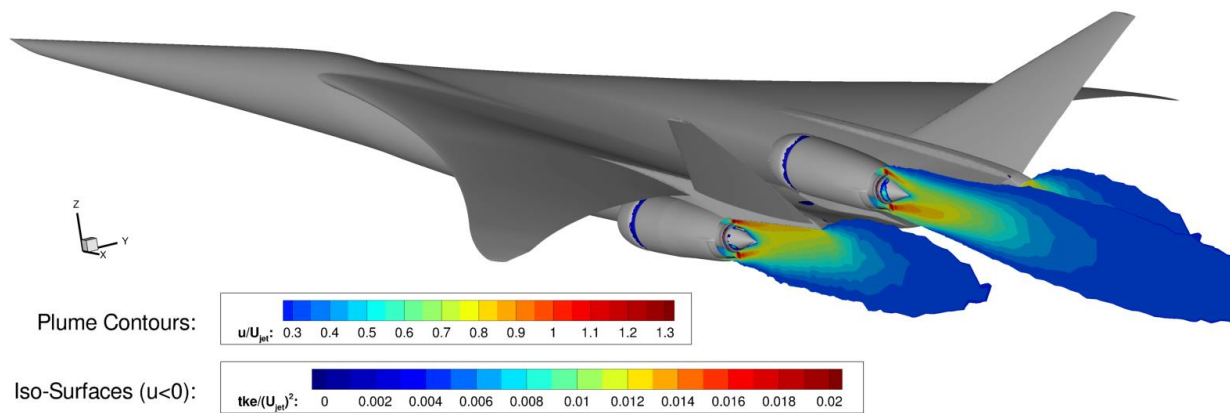 Z
Y
X
Plume Contours:
u/U_jet: 0.3 0.4 0.5 0.6 0.7 0.8 0.9 1 1.1 1.2 1.3
Iso-Surfaces (u<0):
tke/(U_jet)²: 0 0.002 0.004 0.006 0.008 0.01 0.012 0.014 0.016 0.018 0.02